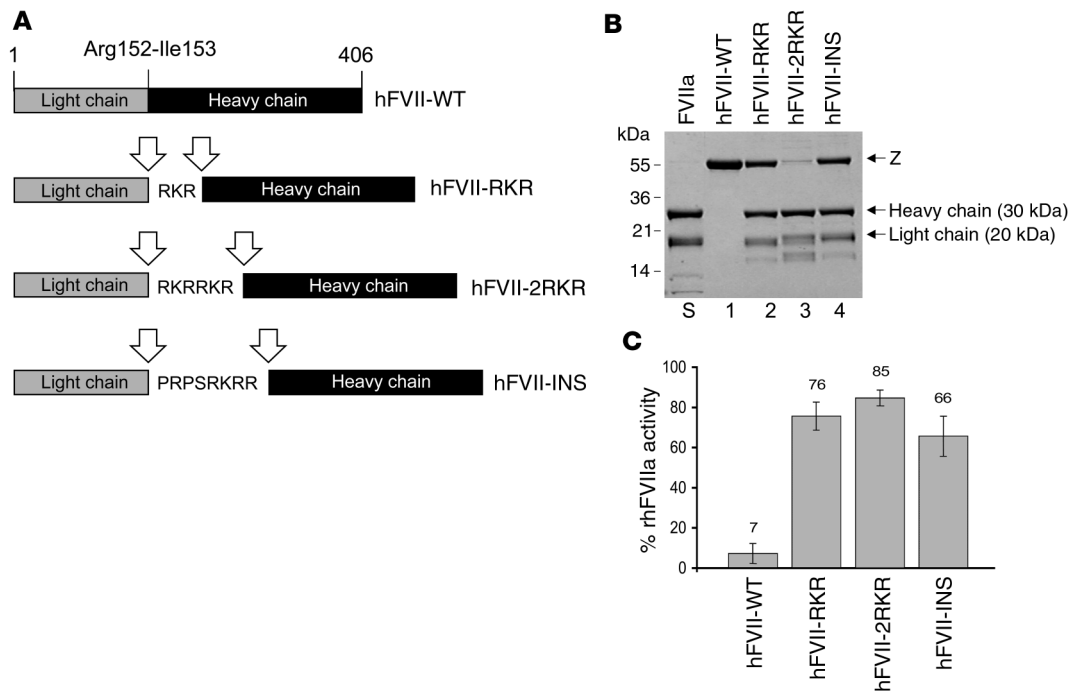 A
1
Arg152-Ile153
406
Light chain
Heavy chain
hFVII-WT
Light chain
RKR
Heavy chain
hFVII-RKR
Light chain
RKRRKR
Heavy chain
hFVII-2RKR
Light chain
PRPSRKRR
Heavy chain
hFVII-INS
B
FVIIa
hFVII-WT
hFVII-RKR
hFVII-2RKR
hFVII-INS
kDa
55
36
21
14
Z
Heavy chain (30 kDa)
Light chain (20 kDa)
S 1 2 3 4
C
% rhFVIIa activity
100
80
60
40
20
0
7
76
85
66
hFVII-WT
hFVII-RKR
hFVII-2RKR
hFVII-INS